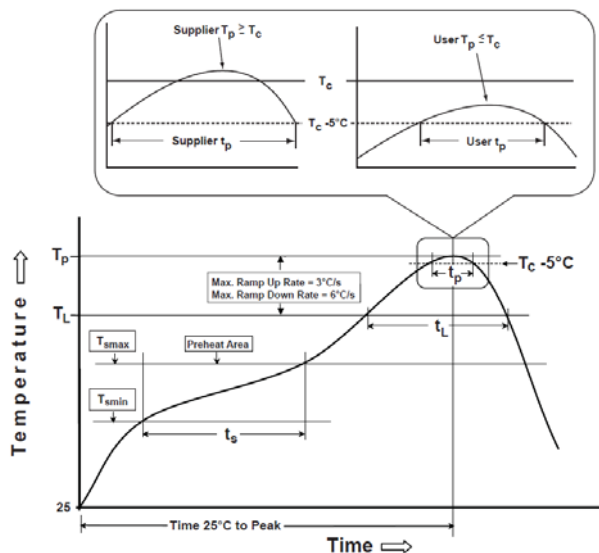 Supplier Tp ≥ Tc
User Tp ≤ Tc
Tc
Tc -5°C
Supplier tp
User tp
Tp
Tc -5°C
tp
Max. Ramp Up Rate = 3°C/s
Max. Ramp Down Rate = 6°C/s
TL
tL
Tsmax
Preheat Area
Tsmin
ts
Temperature
25
Time 25°C to Peak
Time